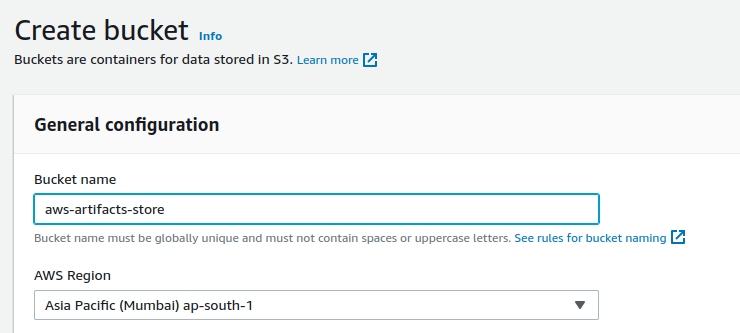 Create bucket Info
Buckets are containers for data stored in S3. Learn more
General configuration
Bucket name
aws-artifacts-store
Bucket name must be globally unique and must not contain spaces or uppercase letters. See rules for bucket naming
AWS Region
Asia Pacific (Mumbai) ap-south-1